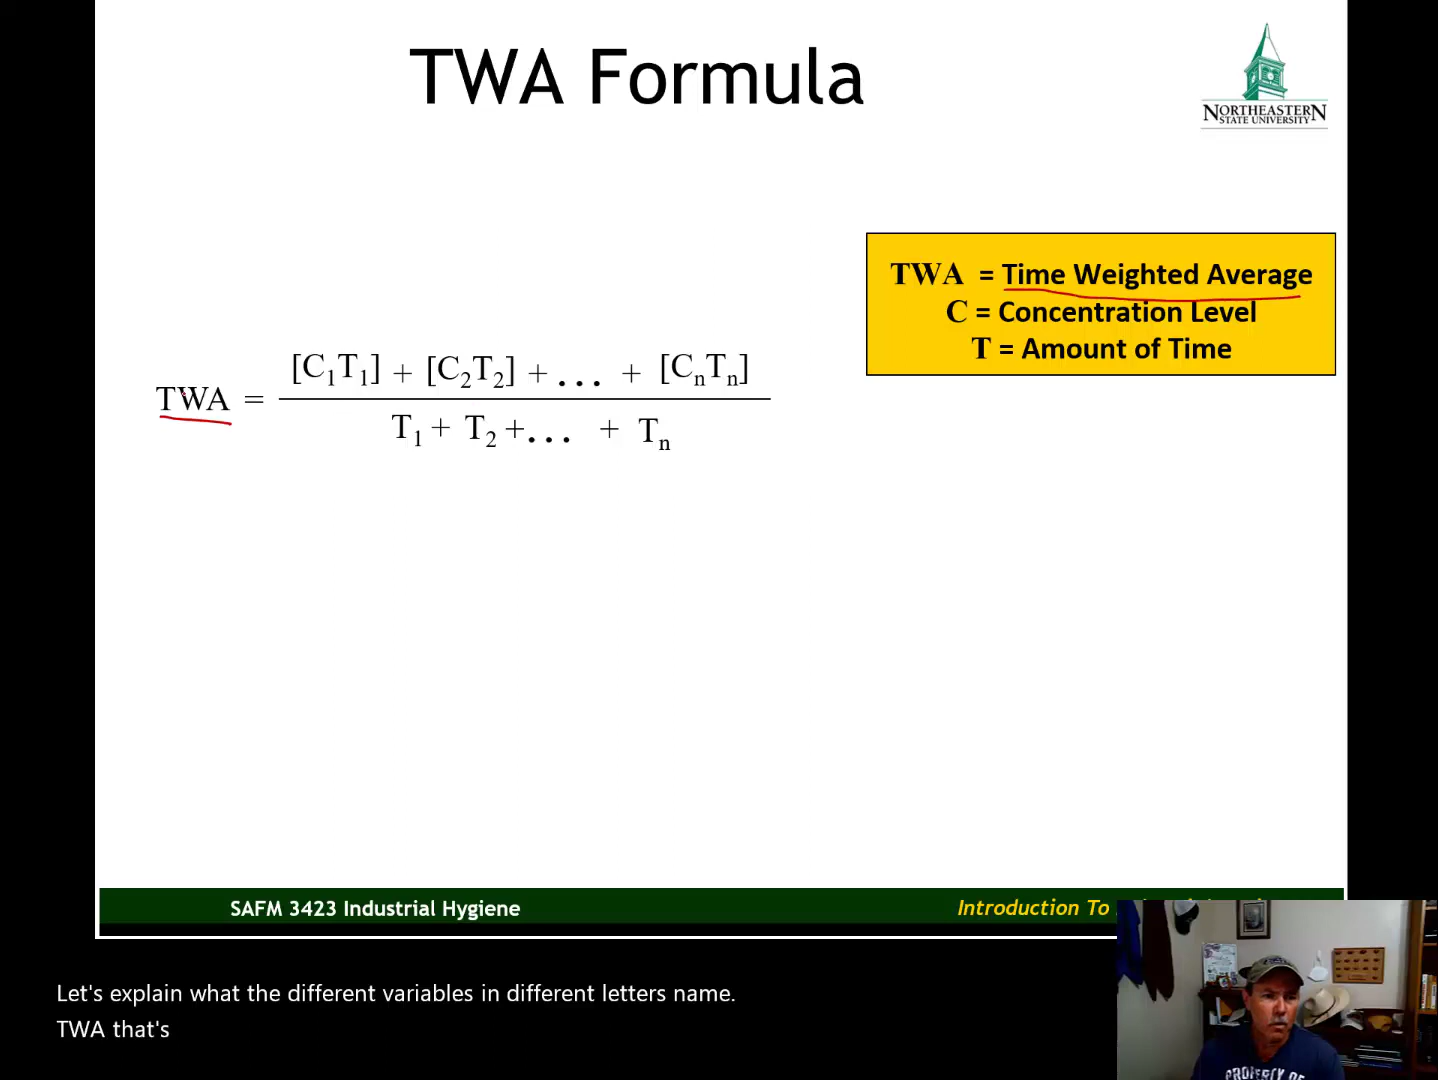 TWA Formula
NORTHEASTERN
STATE UNIVERSITY
TWA = Time Weighted Average
C = Concentration Level
T = Amount of Time
TWA = [C₁T₁] + [C₂T₂] + ... + [CₙTₙ]
T₁ + T₂ +... + Tₙ
SAFM 3423 Industrial Hygiene
Introduction To
Let's explain what the different variables in different letters name.
TWA that's
PROPERTY OF